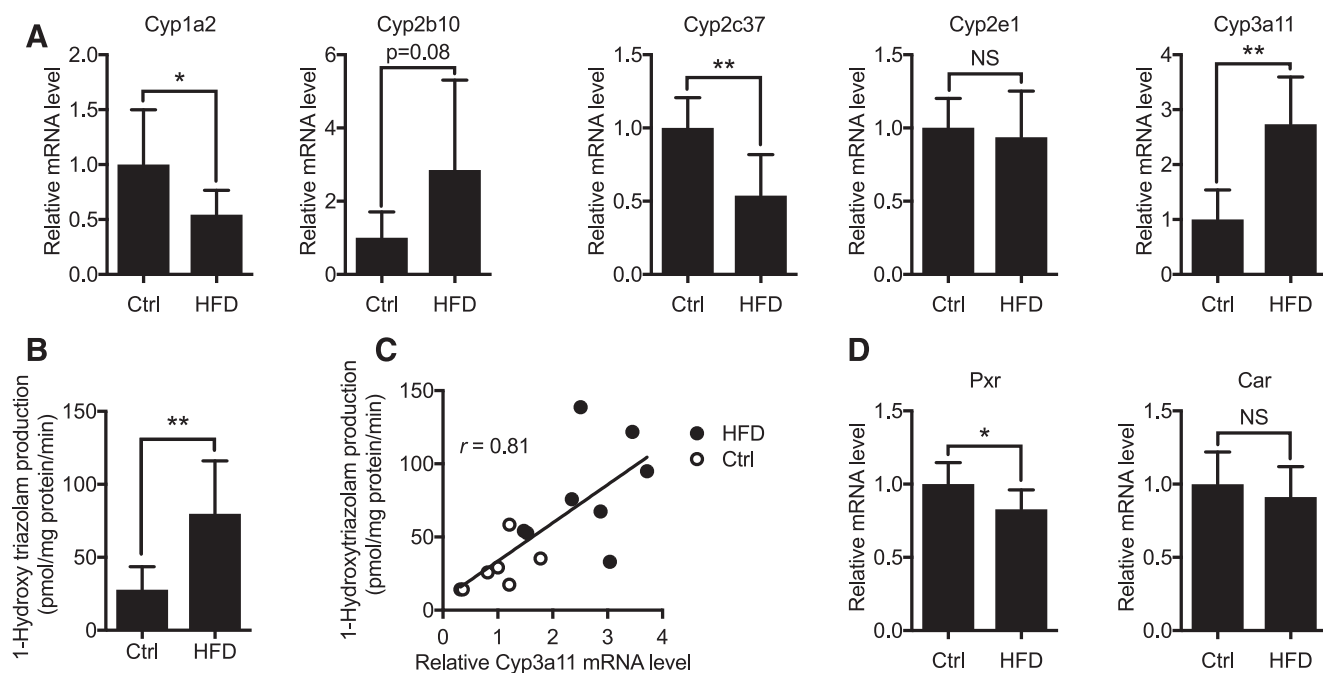 A
Cyp1a2
Relative mRNA level
2.0
1.5
1.0
0.5
0.0
*
Ctrl
HFD
Cyp2b10
Relative mRNA level
6
4
2
0
p=0.08
Ctrl
HFD
Cyp2c37
Relative mRNA level
1.5
1.0
0.5
0.0
**
Ctrl
HFD
Cyp2e1
Relative mRNA level
1.5
1.0
0.5
0.0
NS
Ctrl
HFD
Cyp3a11
Relative mRNA level
4
3
2
1
0
**
Ctrl
HFD
B
1-Hydroxy triazolam production
(pmol/mg protein/min)
150
100
50
0
**
Ctrl
HFD
C
1-Hydroxytriazolam production
(pmol/mg protein/min)
150
100
50
0
r = 0.81
HFD
Ctrl
0 1 2 3 4
Relative Cyp3a11 mRNA level
D
Pxr
Relative mRNA level
1.5
1.0
0.5
0.0
*
Ctrl
HFD
Car
Relative mRNA level
1.5
1.0
0.5
0.0
NS
Ctrl
HFD